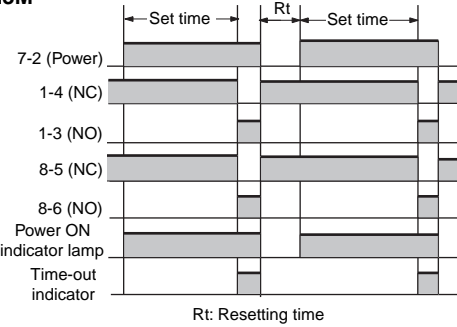 Rt
Set time
Set time
7-2 (Power)
1-4 (NC)
1-3 (NO)
8-5 (NC)
8-6 (NO)
Power ON
indicator lamp
Time-out
indicator
Rt: Resetting time